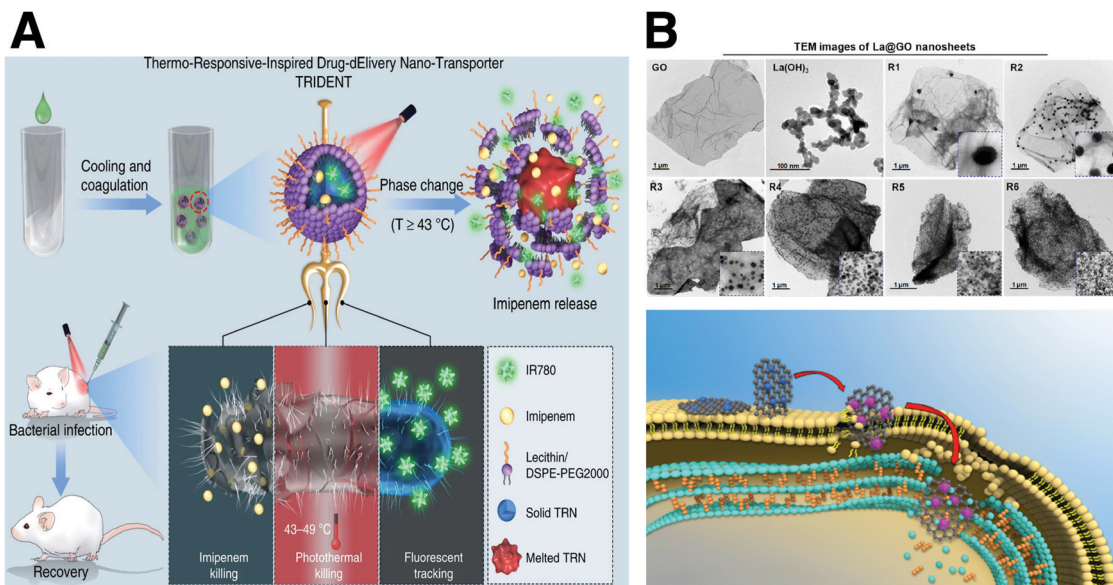 A
Thermo-Responsive-Inspired Drug-dElivery Nano-Transporter
TRIDENT
Cooling and
coagulation
Phase change
(T ≥ 43 °C)
Imipenem release
Bacterial infection
Recovery
43–49 °C
Imipenem
killing
Photothermal
killing
Fluorescent
tracking
IR780
Imipenem
Lecithin/
DSPE-PEG2000
Solid TRN
Melted TRN
B
TEM images of La@GO nanosheets
GO
La(OH)3
R1
R2
1 µm
100 nm
1 µm
1 µm
R3
R4
R5
R6
1 µm
1 µm
1 µm
1 µm